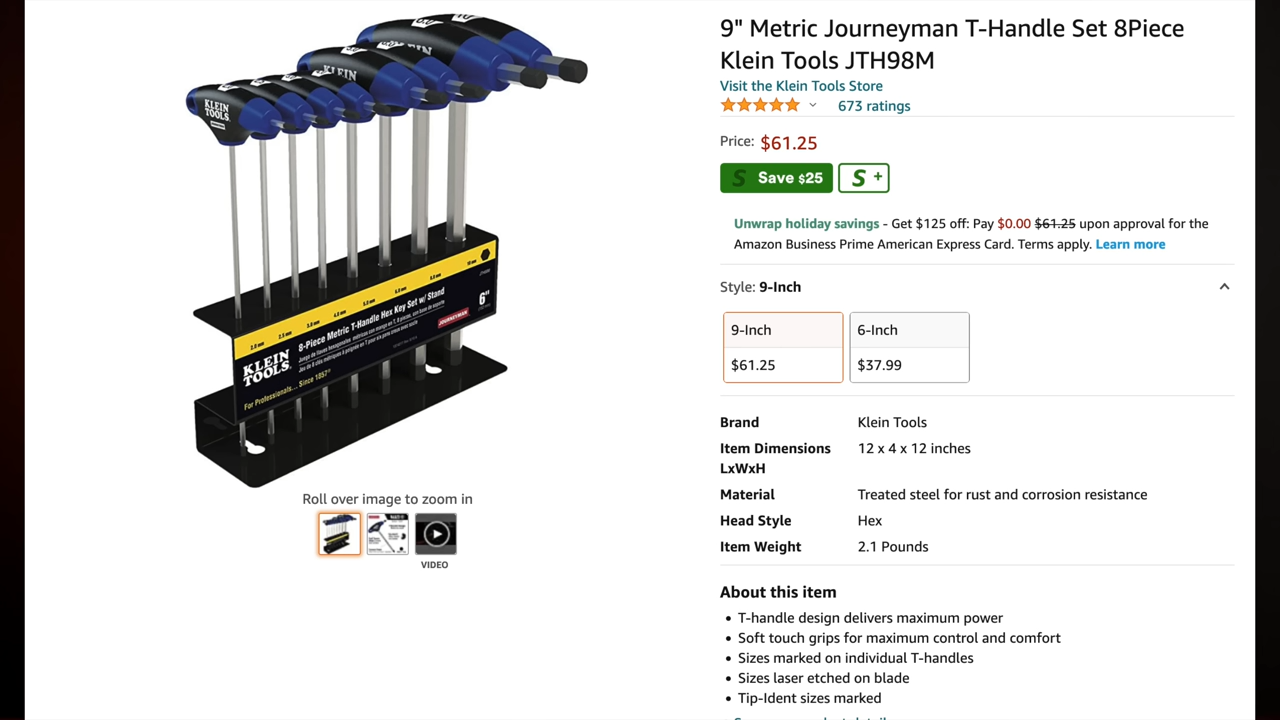 9" Metric Journeyman T-Handle Set 8Piece
Klein Tools JTH98M
Visit the Klein Tools Store
673 ratings
Price: $61.25
S Save $25
S +
Unwrap holiday savings - Get $125 off: Pay $0.00 $61.25 upon approval for the
Amazon Business Prime American Express Card. Terms apply. Learn more
Style: 9-Inch
9-Inch
$61.25
6-Inch
$37.99
Brand Klein Tools
Item Dimensions 12 x 4 x 12 inches
LxWxH
Material Treated steel for rust and corrosion resistance
Head Style Hex
Item Weight 2.1 Pounds
About this item
• T-handle design delivers maximum power
• Soft touch grips for maximum control and comfort
• Sizes marked on individual T-handles
• Sizes laser etched on blade
• Tip-Ident sizes marked
KLEIN
KLEIN
TOOLS
8-Piece Metric T-Handle Hex Key Set w/ Stand
6"
JOURNEYMAN
KLEIN
TOOLS
For Professionals... Since 1857
Roll over image to zoom in
VIDEO